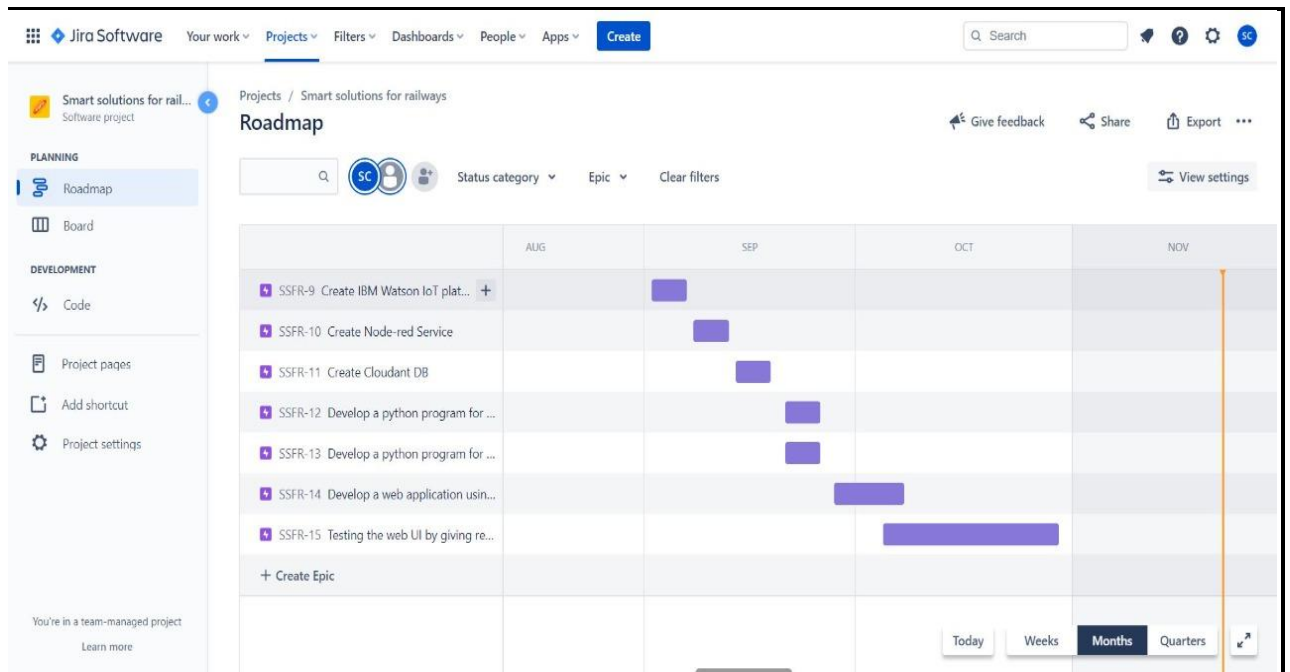 Jira Software Your work Projects Filters Dashboards People Apps Create Search SC
Smart solutions for rail...
Software project
PLANNING
Roadmap
Board
DEVELOPMENT
Code
Project pages
Add shortcut
Project settings
You're in a team-managed project
Learn more
Projects / Smart solutions for railways
Roadmap
Give feedback Share Export
SC Status category Epic Clear filters View settings
AUG SEP OCT NOV
SSFR-9 Create IBM Watson IoT plat...
SSFR-10 Create Node-red Service
SSFR-11 Create Cloudant DB
SSFR-12 Develop a python program for ...
SSFR-13 Develop a python program for ...
SSFR-14 Develop a web application usin...
SSFR-15 Testing the web UI by giving re...
+ Create Epic
Today Weeks Months Quarters